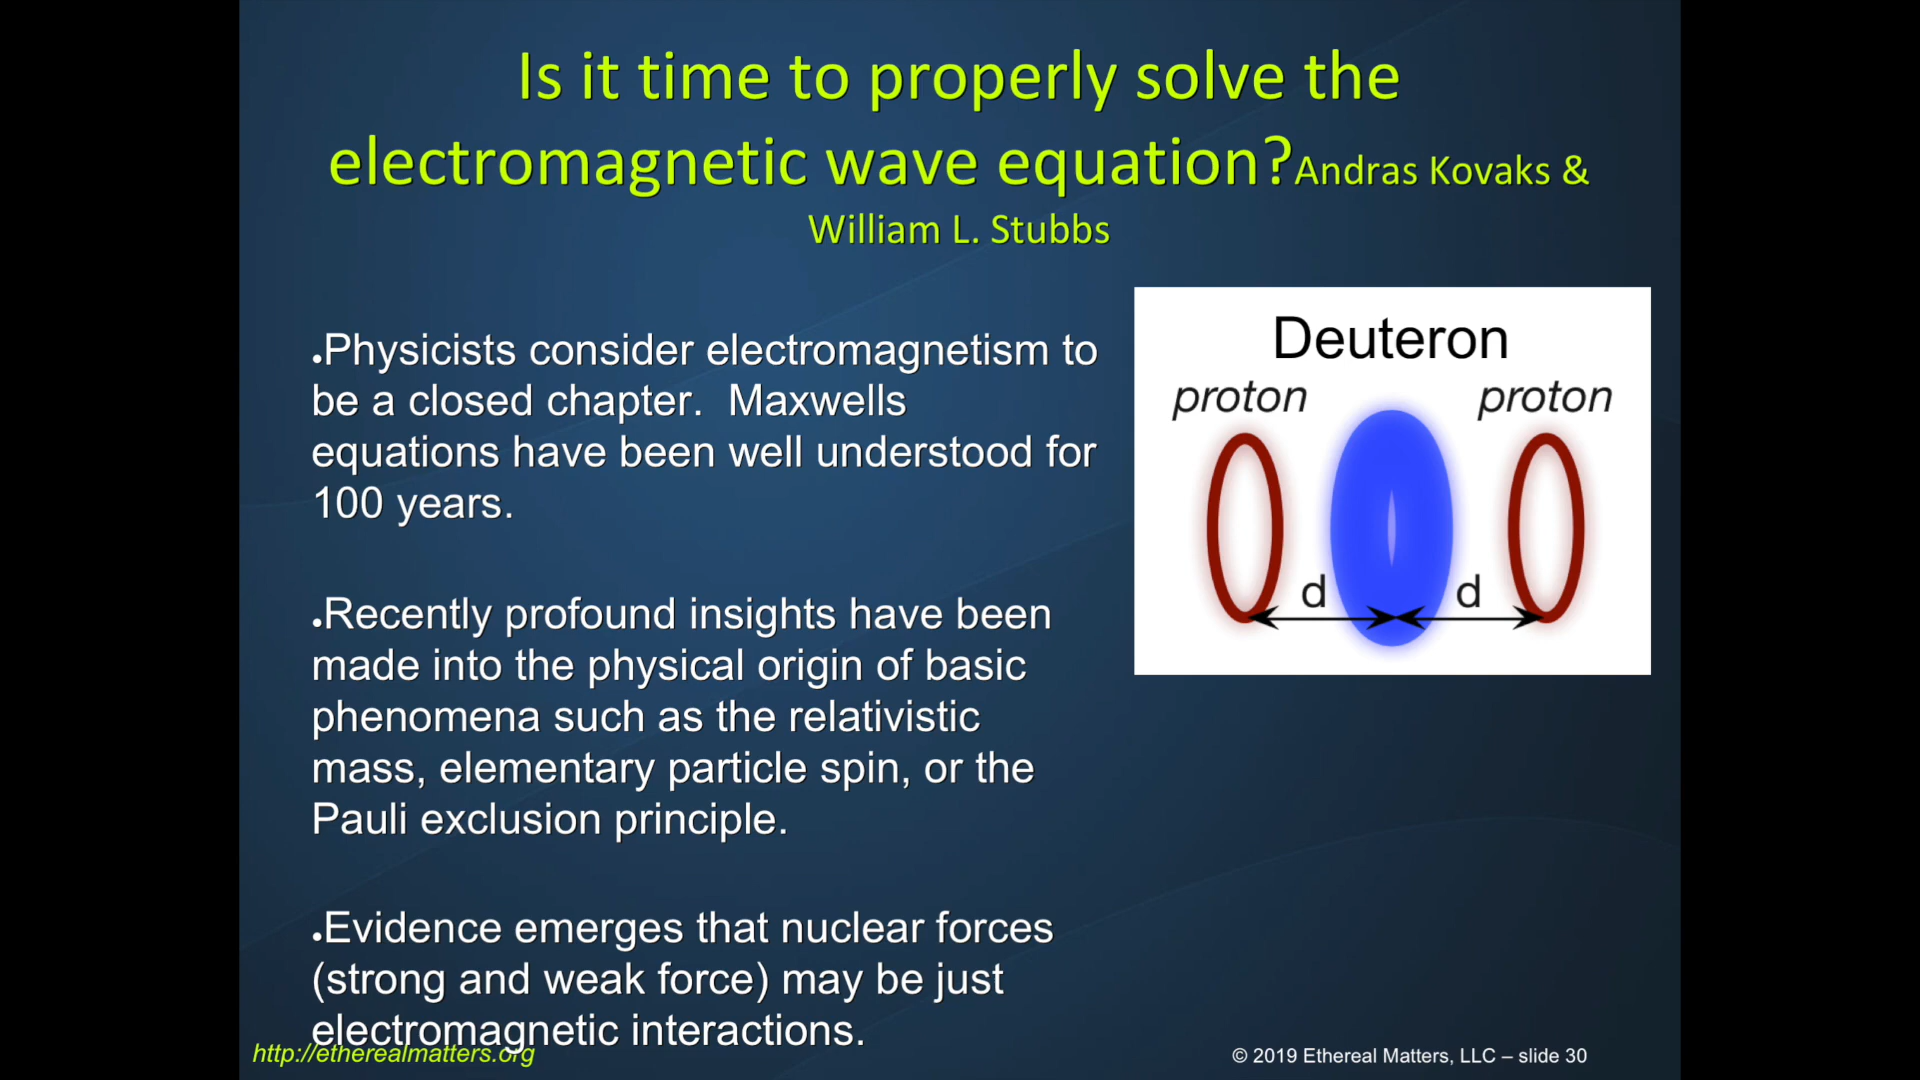 Is it time to properly solve the
electromagnetic wave equation?Andras Kovaks &
William L. Stubbs
•Physicists consider electromagnetism to
be a closed chapter.  Maxwells
equations have been well understood for
100 years.
•Recently profound insights have been
made into the physical origin of basic
phenomena such as the relativistic
mass, elementary particle spin, or the
Pauli exclusion principle.
•Evidence emerges that nuclear forces
(strong and weak force) may be just
electromagnetic interactions.
Deuteron
proton proton
d d
http://etherealmatters.org
© 2019 Ethereal Matters, LLC – slide 30